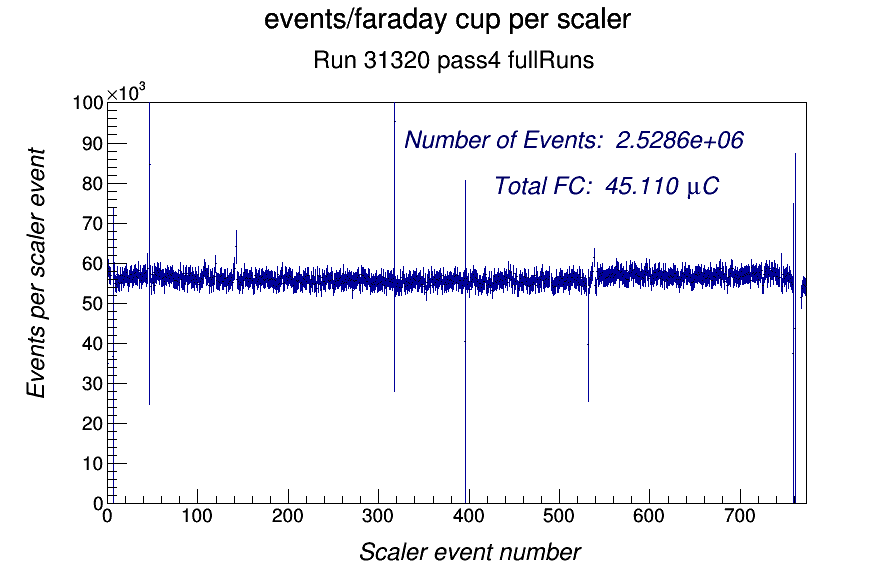 events/faraday cup per scaler
Run 31320 pass4 fullRuns
×10³
100
90
80
70
60
50
40
30
20
10
0
Events per scaler event
Number of Events: 2.5286e+06
Total FC: 45.110 μC
0 100 200 300 400 500 600 700
Scaler event number